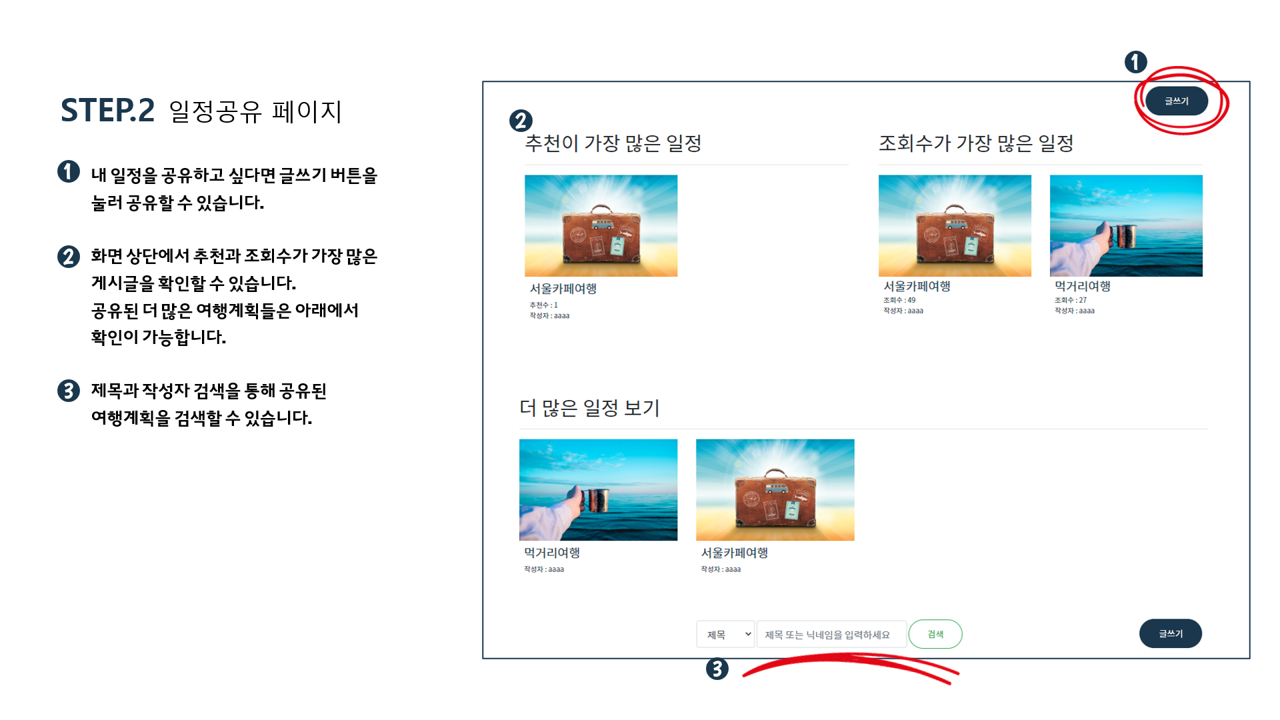 STEP.2 일정공유 페이지
1 내 일정을 공유하고 싶다면 글쓰기 버튼을
눌러 공유할 수 있습니다.
2 화면 상단에서 추천과 조회수가 가장 많은
게시글을 확인할 수 있습니다.
공유된 더 많은 여행계획들은 아래에서
확인이 가능합니다.
3 제목과 작성자 검색을 통해 공유된
여행계획을 검색할 수 있습니다.
1
글쓰기
2
추천이 가장 많은 일정
서울카페여행
추천수 : 1
작성자 : aaaa
조회수가 가장 많은 일정
서울카페여행
조회수 : 49
작성자 : aaaa
먹거리여행
조회수 : 27
작성자 : aaaa
더 많은 일정 보기
먹거리여행
작성자 : aaaa
서울카페여행
작성자 : aaaa
제목 제목 또는 닉네임을 입력하세요 검색
글쓰기
3